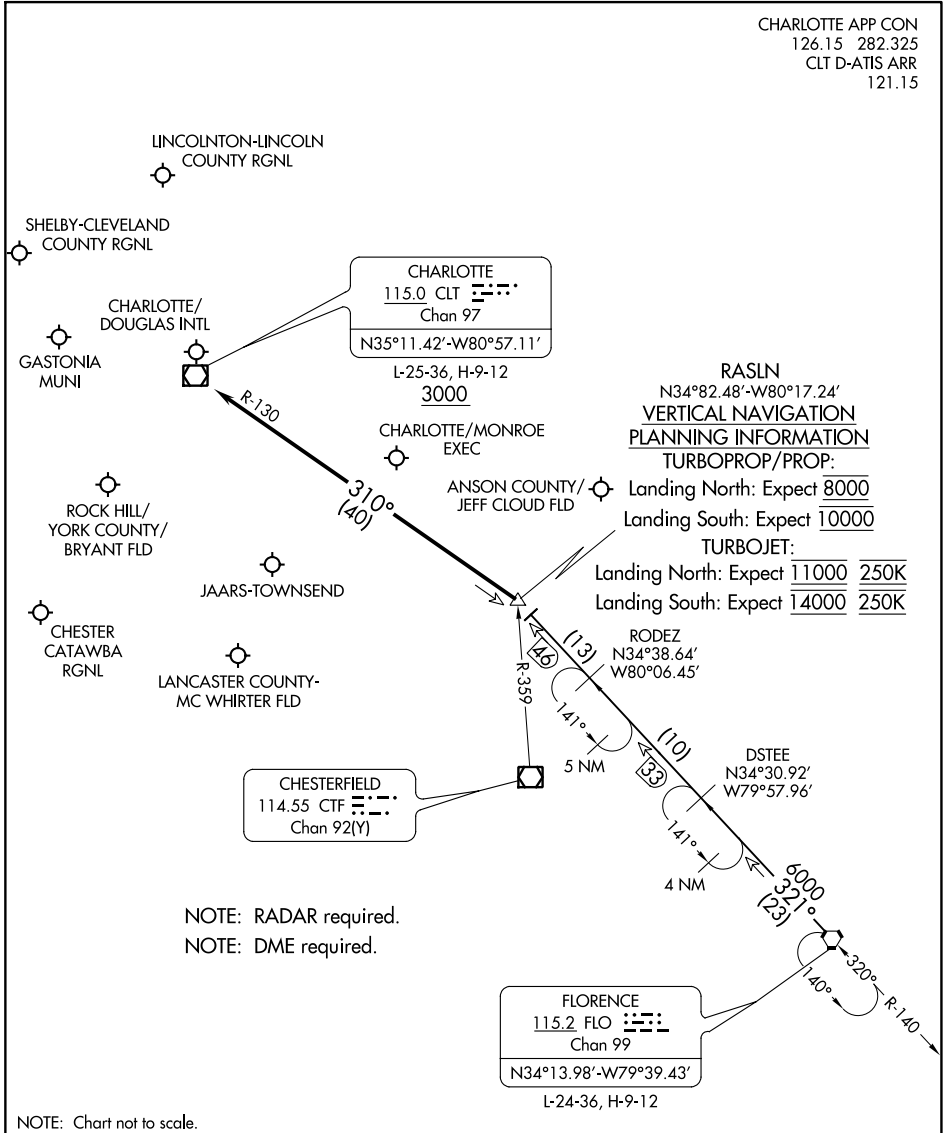 CHARLOTTE APP CON
126.15 282.325
CLT D-ATIS ARR
121.15
LINCOLNTON-LINCOLN
COUNTY RGNL
SHELBY-CLEVELAND
COUNTY RGNL
CHARLOTTE/
DOUGLAS INTL
GASTONIA
MUNI
CHARLOTTE
115.0 CLT
Chan 97
N35°11.42'-W80°57.11'
L-25-36, H-9-12
3000
R-130
310°
(40)
CHARLOTTE/MONROE
EXEC
ANSON COUNTY/
JEFF CLOUD FLD
RASLN
N34°82.48'-W80°17.24'
VERTICAL NAVIGATION
PLANNING INFORMATION
TURBOPROP/PROP:
Landing North: Expect 8000
Landing South: Expect 10000
TURBOJET:
Landing North: Expect 11000 250K
Landing South: Expect 14000 250K
ROCK HILL/
YORK COUNTY/
BRYANT FLD
JAARS-TOWNSEND
CHESTER
CATAWBA
RGNL
LANCASTER COUNTY-
MC WHIRTER FLD
R-359
46
(13)
RODEZ
N34°38.64'
W80°06.45'
141°
5 NM
33
(10)
DSTEE
N34°30.92'
W79°57.96'
141°
4 NM
CHESTERFIELD
114.55 CTF
Chan 92(Y)
6000
321°
(23)
NOTE: RADAR required.
NOTE: DME required.
320°
140°
R-140
FLORENCE
115.2 FLO
Chan 99
N34°13.98'-W79°39.43'
L-24-36, H-9-12
NOTE: Chart not to scale.